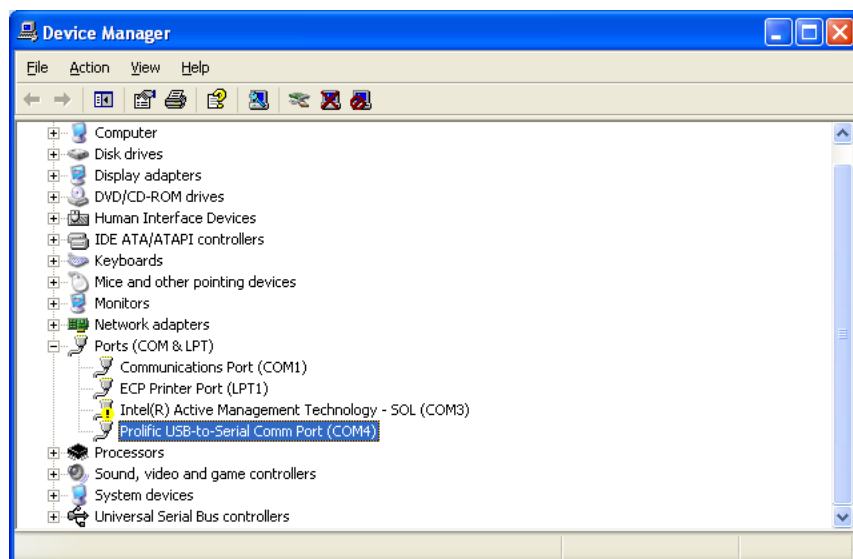 Device Manager
File Action View Help
Computer
Disk drives
Display adapters
DVD/CD-ROM drives
Human Interface Devices
IDE ATA/ATAPI controllers
Keyboards
Mice and other pointing devices
Monitors
Network adapters
Ports (COM & LPT)
Communications Port (COM1)
ECP Printer Port (LPT1)
Intel(R) Active Management Technology - SOL (COM3)
Prolific USB-to-Serial Comm Port (COM4)
Processors
Sound, video and game controllers
System devices
Universal Serial Bus controllers